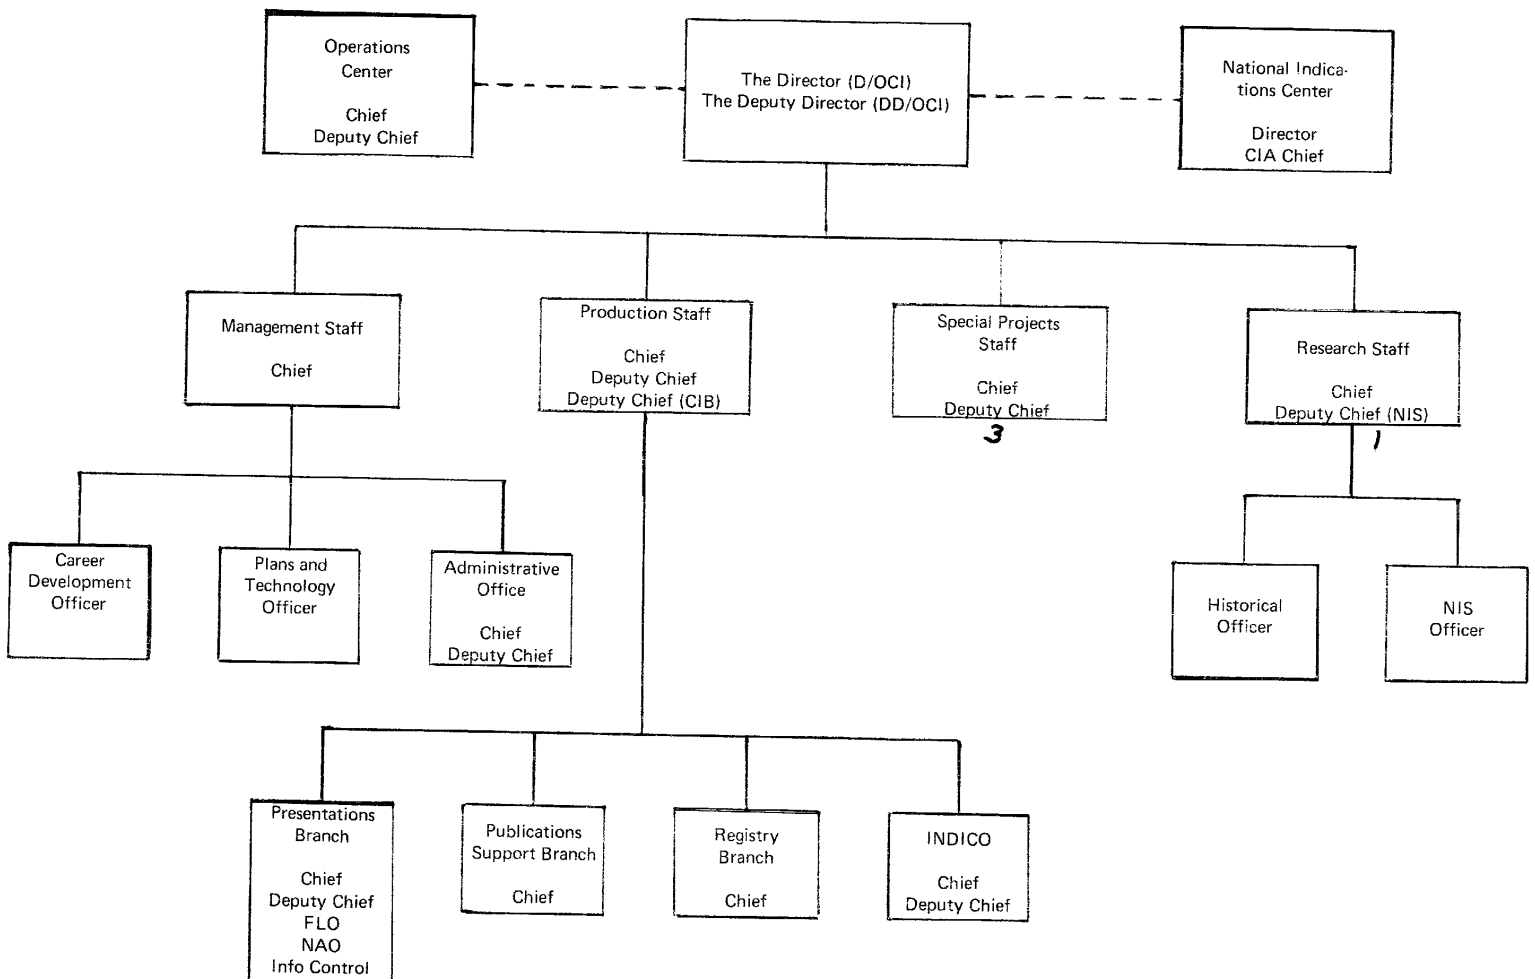 Operations
Center
Chief
Deputy Chief
The Director (D/OCI)
The Deputy Director (DD/OCI)
National Indica-
tions Center
Director
CIA Chief
Management Staff
Chief
Production Staff
Chief
Deputy Chief
Deputy Chief (CIB)
Special Projects
Staff
Chief
Deputy Chief
3
Research Staff
Chief
Deputy Chief (NIS)
1
Career
Development
Officer
Plans and
Technology
Officer
Administrative
Office
Chief
Deputy Chief
Historical
Officer
NIS
Officer
Presentations
Branch
Chief
Deputy Chief
FLO
NAO
Info Control
Publications
Support Branch
Chief
Registry
Branch
Chief
INDICO
Chief
Deputy Chief